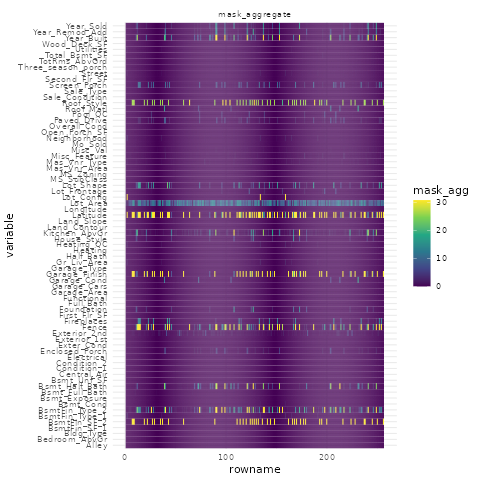 mask_aggregate
Year_Sold
Year_Remod_Add
Year_Built
Wood_Deck_SF
Utilities
Total_Bsmt_SF
TotRms_AbvGrd
Three_season_porch
Street
Second_Flr_SF
Screen_Porch
Sale_Type
Sale_Condition
Roof_Style
Roof_Matl
Pool_QC
Paved_Drive
Overall_Cond
Open_Porch_SF
Neighborhood
Mo_Sold
Misc_Val
Misc_Feature
Mas_Vnr_Type
Mas_Vnr_Area
MS_Zoning
MS_SubClass
Lot_Shape
Lot_Frontage
Lot_Config
Lot_Area
Longitude
Latitude
Land_Slope
Land_Contour
Kitchen_AbvGr
House_Style
Heating_QC
Heating
Half_Bath
Gr_Liv_Area
Garage_Type
Garage_Finish
Garage_Cond
Garage_Cars
Garage_Area
Functional
Full_Bath
Foundation
First_Flr_SF
Fireplaces
Fence
Exterior_2nd
Exterior_1st
Exter_Cond
Enclosed_Porch
Electrical
Condition_2
Condition_1
Central_Air
Bsmt_Unf_SF
Bsmt_Half_Bath
Bsmt_Full_Bath
Bsmt_Exposure
Bsmt_Cond
BsmtFin_Type_2
BsmtFin_Type_1
BsmtFin_SF_2
BsmtFin_SF_1
Bldg_Type
Bedroom_AbvGr
Alley
variable
0
100
200
rowname
mask_agg
30
20
10
0